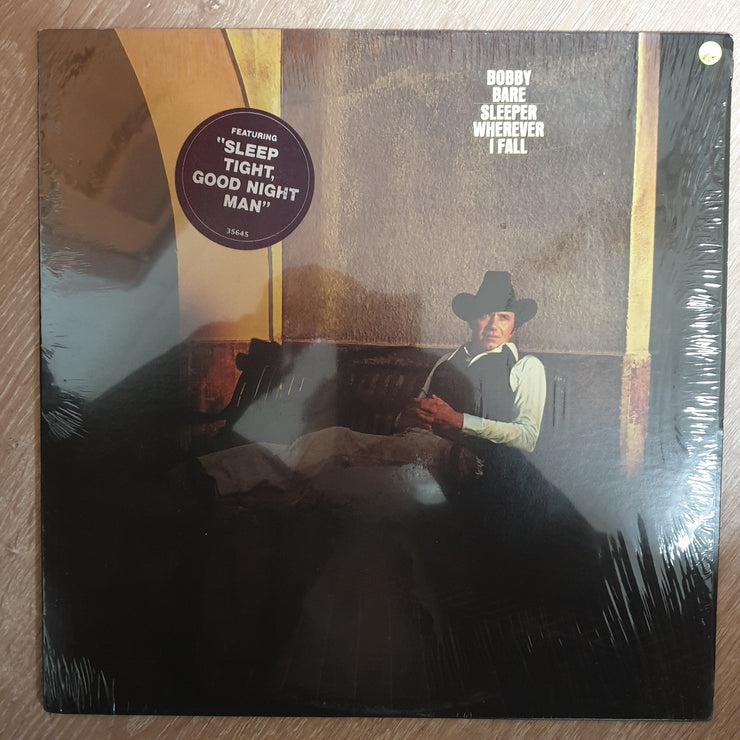 BOBBY
BARE
SLEEPER
WHEREVER
I FALL
FEATURING
"SLEEP
TIGHT,
GOOD NIGHT
MAN"
35645